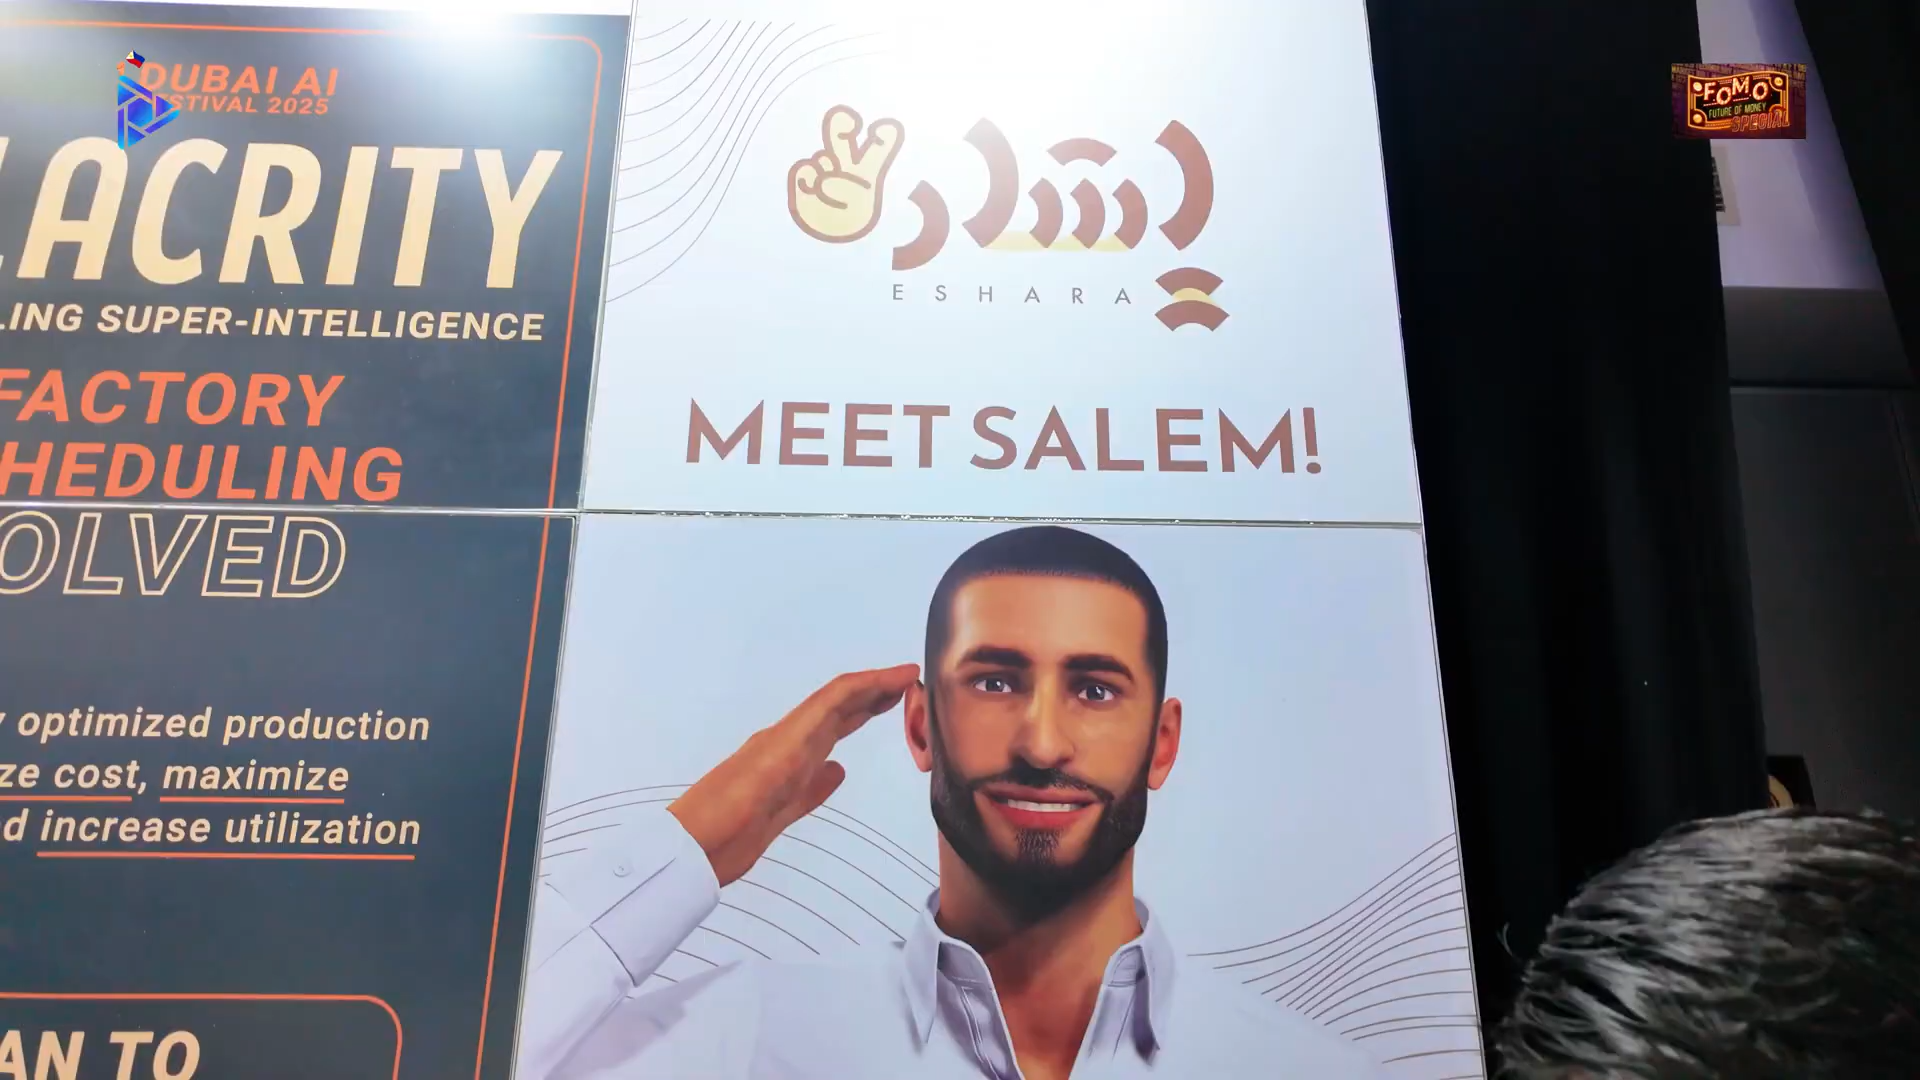 DUBAI AI
ESTIVAL 2025
LACRITY
LING SUPER-INTELLIGENCE
FACTORY
HEDULING
OLVED
y optimized production
ze cost, maximize
d increase utilization
AN TO
إشارة
ESHARA
MEET SALEM!
FOMO
FUTURE OF MONEY
SPECIAL